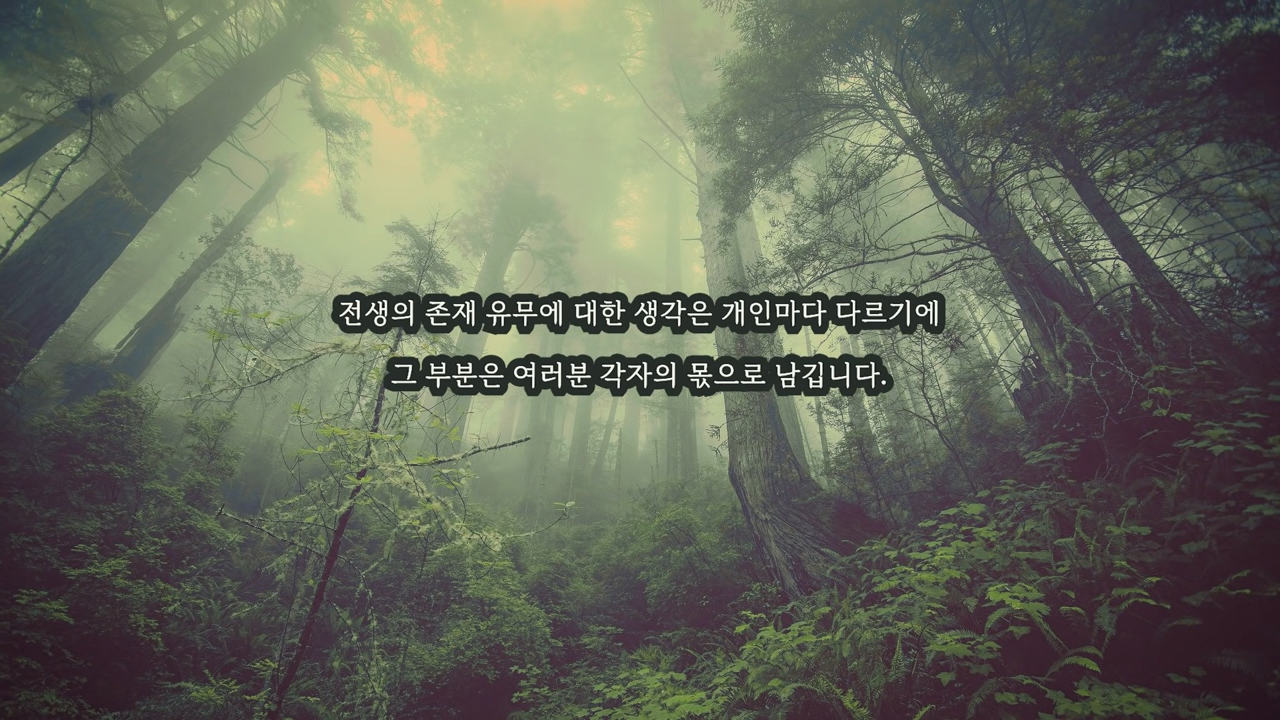 전생의 존재 유무에 대한 생각은 개인마다 다르기에
그 부분은 여러분 각자의 몫으로 남깁니다.